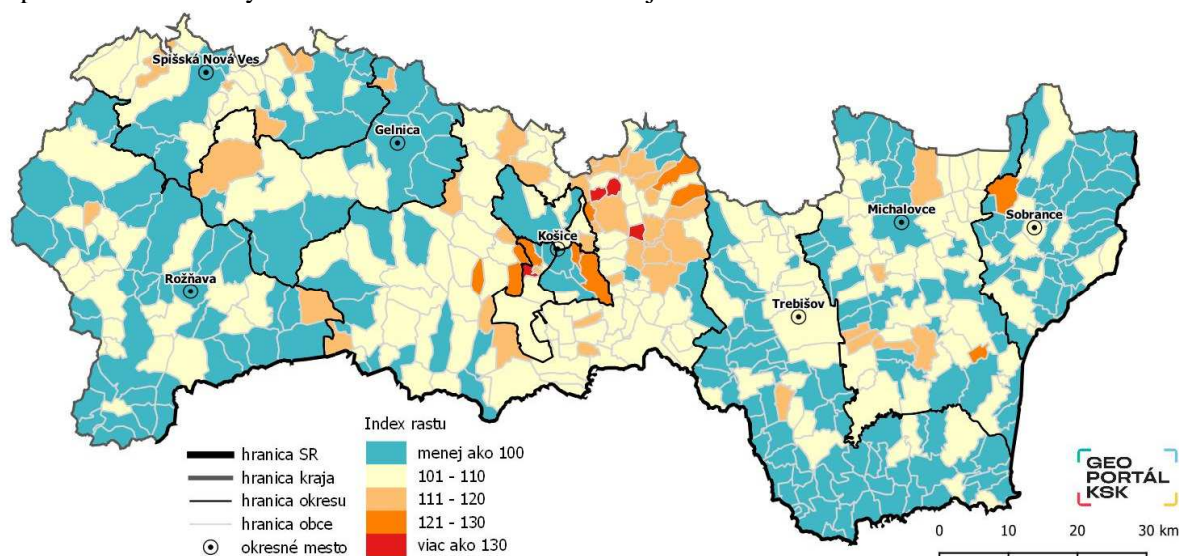 Spišská Nová Ves
Gelnica
Košice
Michalovce
Sobrance
Rožňava
Trebišov
Index rastu
hranica SR
hranica kraja
hranica okresu
hranica obce
okresné mesto
menej ako 100
101 - 110
111 - 120
121 - 130
viac ako 130
GEO
PORTÁL
KSK
0 10 20 30 km